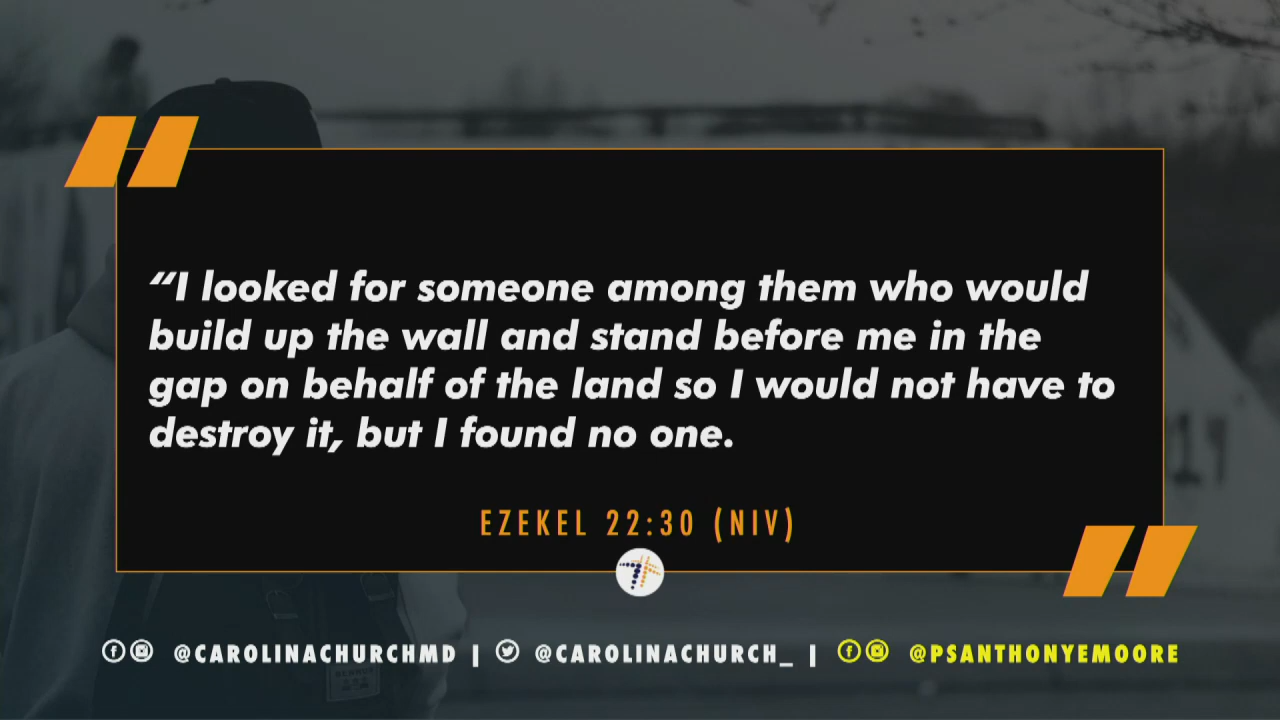 “I looked for someone among them who would
build up the wall and stand before me in the
gap on behalf of the land so I would not have to
destroy it, but I found no one.
EZEKEL 22:30 (NIV)
@CAROLINACHURCHMD | @CAROLINACHURCH_ | @PSANTHONYEMOORE